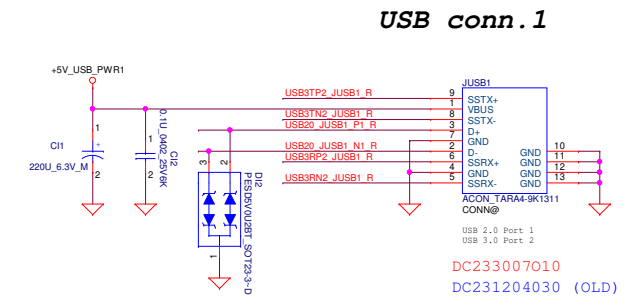 USB conn.1
+5V_USB_PWR1
JUSB1
USB3TP2_JUSB1_R 9 SSTX+
1 VBUS
USB3TN2_JUSB1_R 8 SSTX-
USB20_JUSB1_P1_R 3 D+
7 GND
USB20_JUSB1_N1_R 2 D- GND 10
USB3RP2_JUSB1_R 6 SSRX+ GND 11
4 GND GND 12
USB3RN2_JUSB1_R 5 SSRX- GND 13
ACON_TARA4-9K1311
CONN@
1
+
CI1
220U_6.3V_M
2
0.1U_0402_25V6K
1
CI2
2
3
2
1
DI2
PESD5V0U2BT_SOT23-3~D
USB 2.0 Port 1
USB 3.0 Port 2
DC233007O10
DC231204030 (OLD)